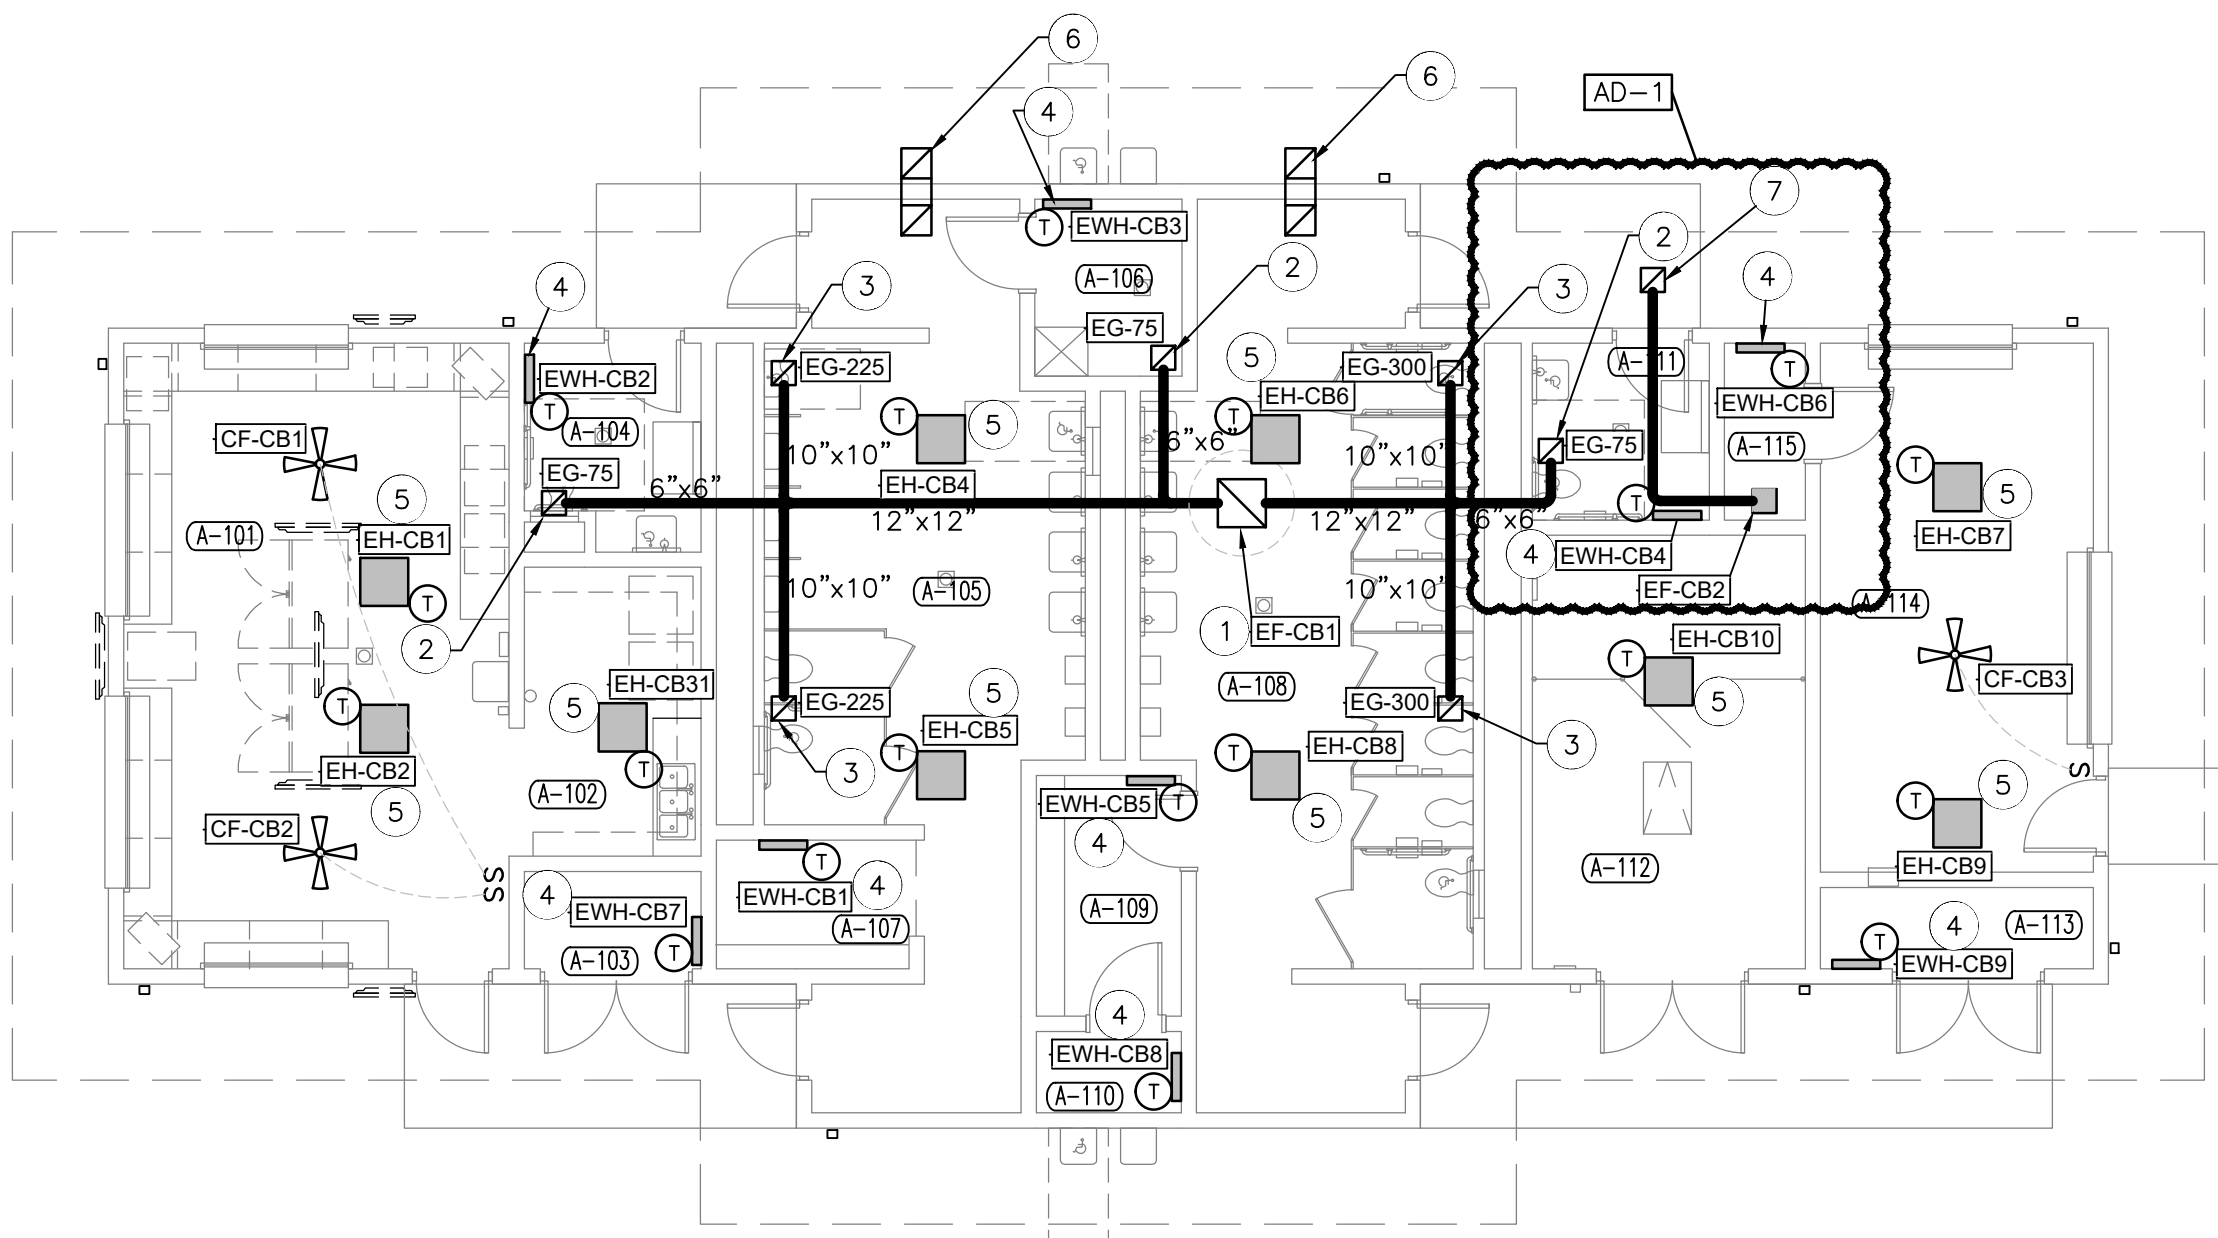 6
6
AD-1
4
7
EWH-CB3
T
2
3
A-106
2
4
3
4
EG-75
5
EG-300
A-111
EG-225
EWH-CB2
T
T
EH-CB6
EWH-CB6
T
T
5
CF-CB1
A-104
6"x6"
10"x10"
10"x10"
EG-75
A-115
T
EG-75
EH-CB4
6"x6"
5
5
12"x12"
12"x12"
6"x6"
T
EH-CB7
A-101
EH-CB1
4
EWH-CB4
10"x10"
10"x10"
EF-CB2
A-105
T
A-114
2
1
EF-CB1
EH-CB10
T
EH-CB31
A-108
CF-CB3
5
5
EG-225
EG-300
5
T
EH-CB5
3
EH-CB8
T
T
T
EH-CB2
3
S
5
A-102
EWH-CB5
T
T
5
5
CF-CB2
4
T
A-112
EH-CB9
S
S
4
EWH-CB1
4
EWH-CB7
A-109
A-107
4
A-113
T
T
A-103
EWH-CB9
4
EWH-CB8
T
A-110